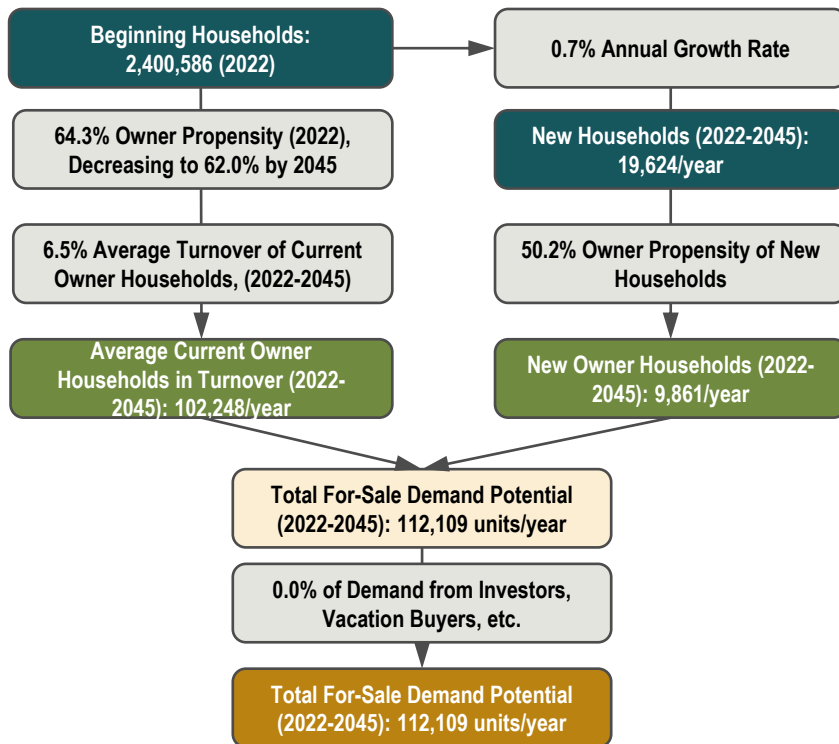 Beginning Households:
2,400,586 (2022)
0.7% Annual Growth Rate
64.3% Owner Propensity (2022),
Decreasing to 62.0% by 2045
New Households (2022-2045):
19,624/year
6.5% Average Turnover of Current
Owner Households, (2022-2045)
50.2% Owner Propensity of New
Households
Average Current Owner
Households in Turnover (2022-
2045): 102,248/year
New Owner Households (2022-
2045): 9,861/year
Total For-Sale Demand Potential
(2022-2045): 112,109 units/year
0.0% of Demand from Investors,
Vacation Buyers, etc.
Total For-Sale Demand Potential
(2022-2045): 112,109 units/year